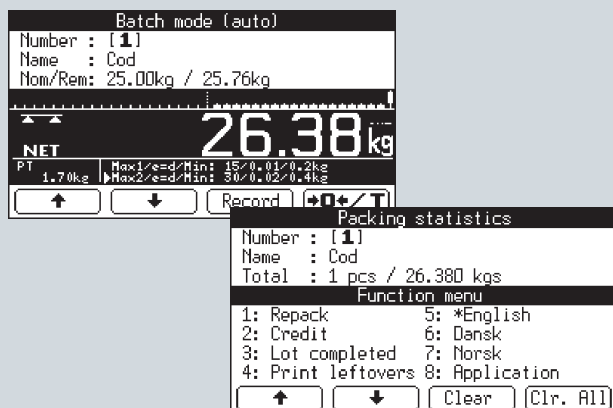 Batch mode (auto)
Number : [1]
Name : Cod
Nom/Rem: 25.00kg / 25.76kg
26.38 kg
NET
PT
1.70kg
Max1/e=d/Min: 15/0.01/0.2kg
Max2/e=d/Min: 30/0.02/0.4kg
Record →0←/T
Packing statistics
Number : [1]
Name : Cod
Total : 1 pcs / 26.380 kgs
Function menu
1: Repack 5: *English
2: Credit 6: Dansk
3: Lot completed 7: Norsk
4: Print leftovers 8: Application
Clear Clr. All